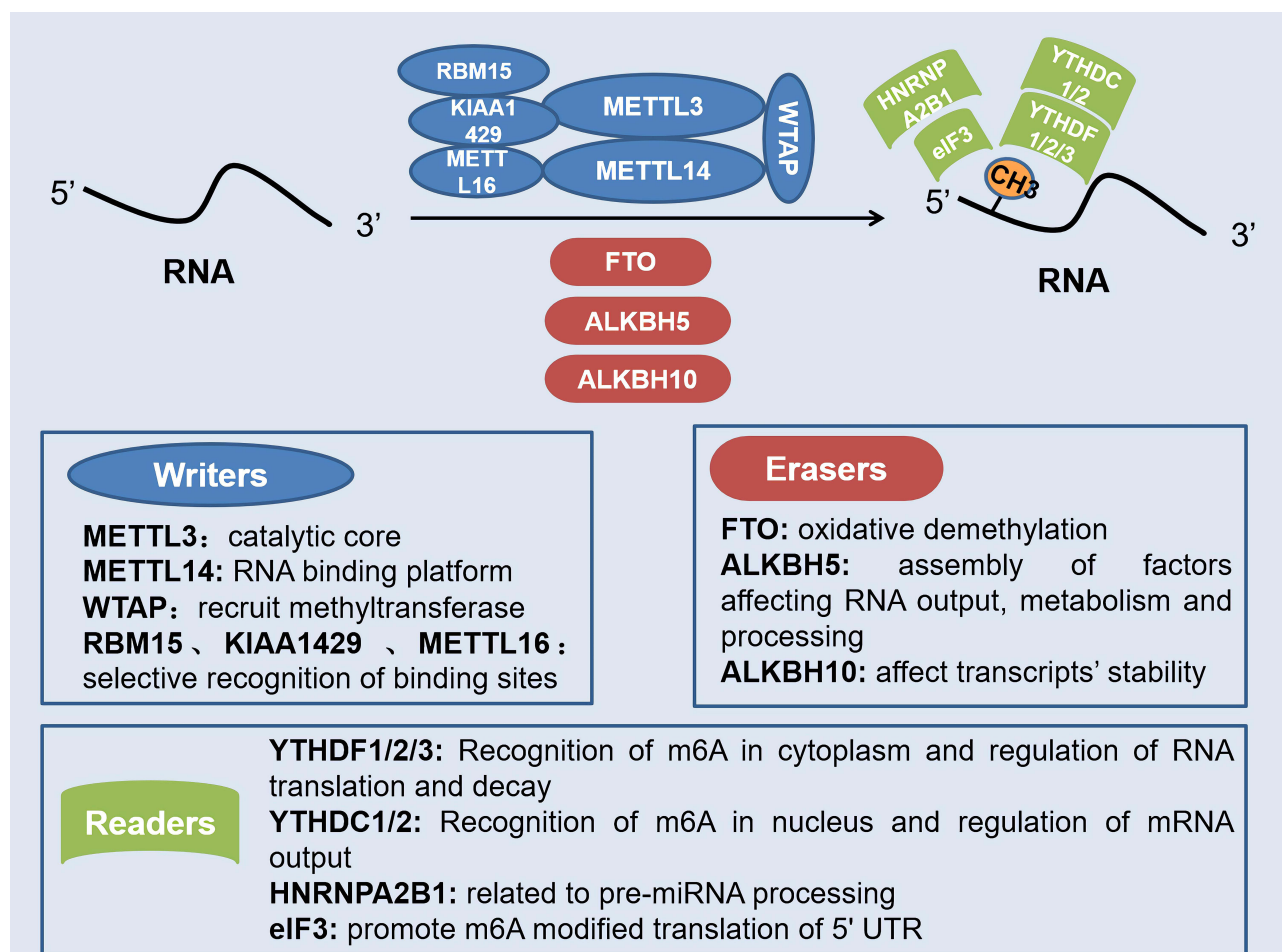 RBM15
KIAA1
429
METT
L16
METTL3
METTL14
WTAP
HNRNP
A2B1
eIF3
YTHDC
1/2
YTHDF
1/2/3
CH3
5’
3’
RNA
5’
3’
RNA
FTO
ALKBH5
ALKBH10
Writers
METTL3：catalytic core
METTL14: RNA binding platform
WTAP：recruit methyltransferase
RBM15 、 KIAA1429 、 METTL16：
selective recognition of binding sites
Erasers
FTO: oxidative demethylation
ALKBH5: assembly of factors
affecting RNA output, metabolism and
processing
ALKBH10: affect transcripts’ stability
Readers
YTHDF1/2/3: Recognition of m6A in cytoplasm and regulation of RNA
translation and decay
YTHDC1/2: Recognition of m6A in nucleus and regulation of mRNA
output
HNRNPA2B1: related to pre-miRNA processing
eIF3: promote m6A modified translation of 5' UTR